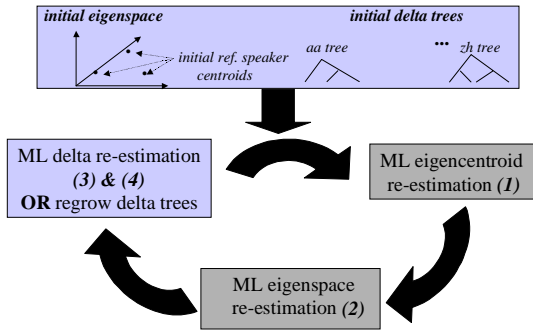 initial eigenspace
initial delta trees
initial ref. speaker
centroids
aa tree
... zh tree
ML delta re-estimation
(3) & (4)
OR regrow delta trees
ML eigencentroid
re-estimation (1)
ML eigenspace
re-estimation (2)